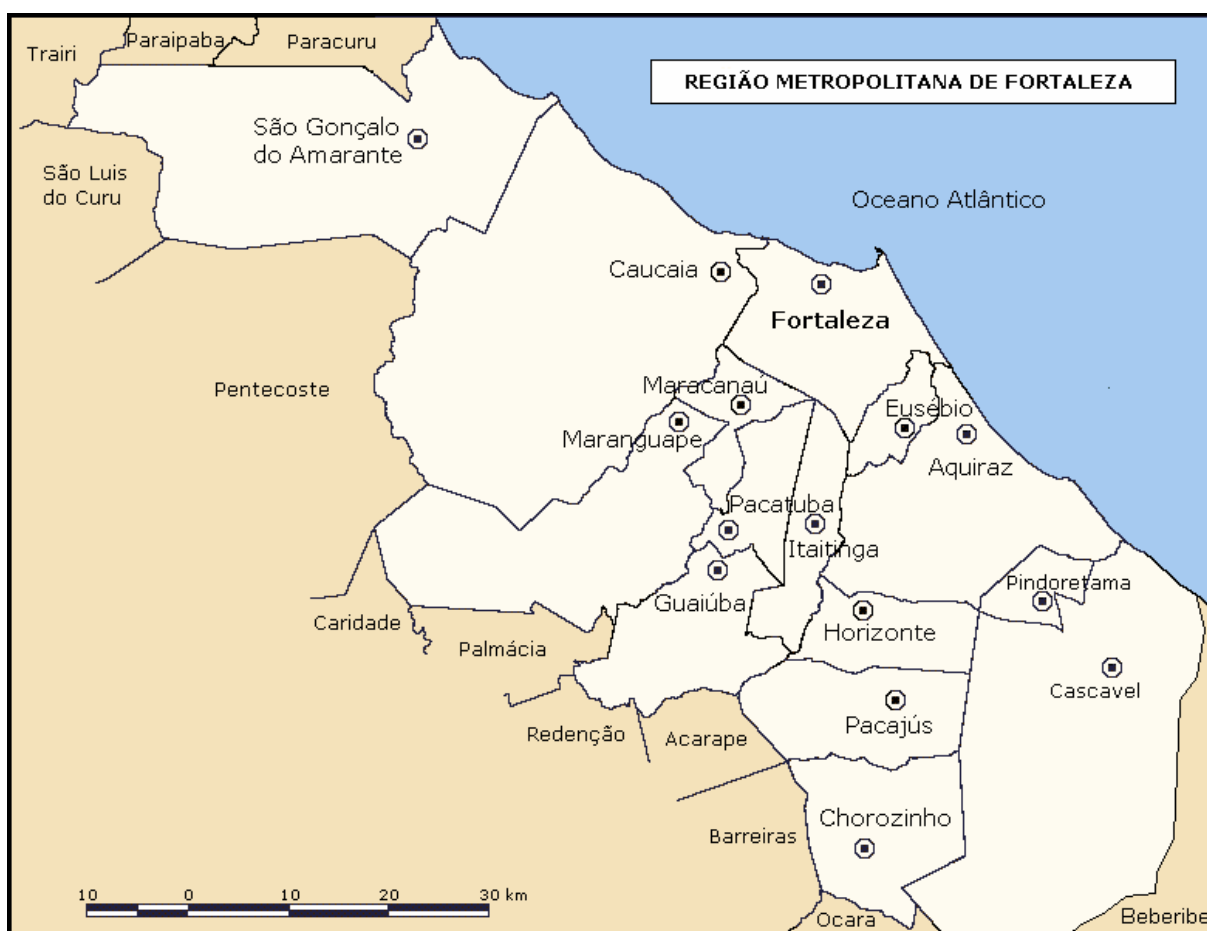 Trairi
Paraipaba
Paracuru
REGIÃO METROPOLITANA DE FORTALEZA
São Gonçalo
do Amarante
São Luis
do Curu
Oceano Atlântico
Caucaia
Fortaleza
Pentecoste
Maracanaú
Eusébio
Maranguape
Aquiraz
Pacatuba
Itaitinga
Pindoretama
Guaiúba
Caridade
Horizonte
Palmácia
Cascavel
Redenção
Acarape
Pacajús
Chorozinho
Barreiras
10 0 10 20 30 km
Ocara
Beberibe